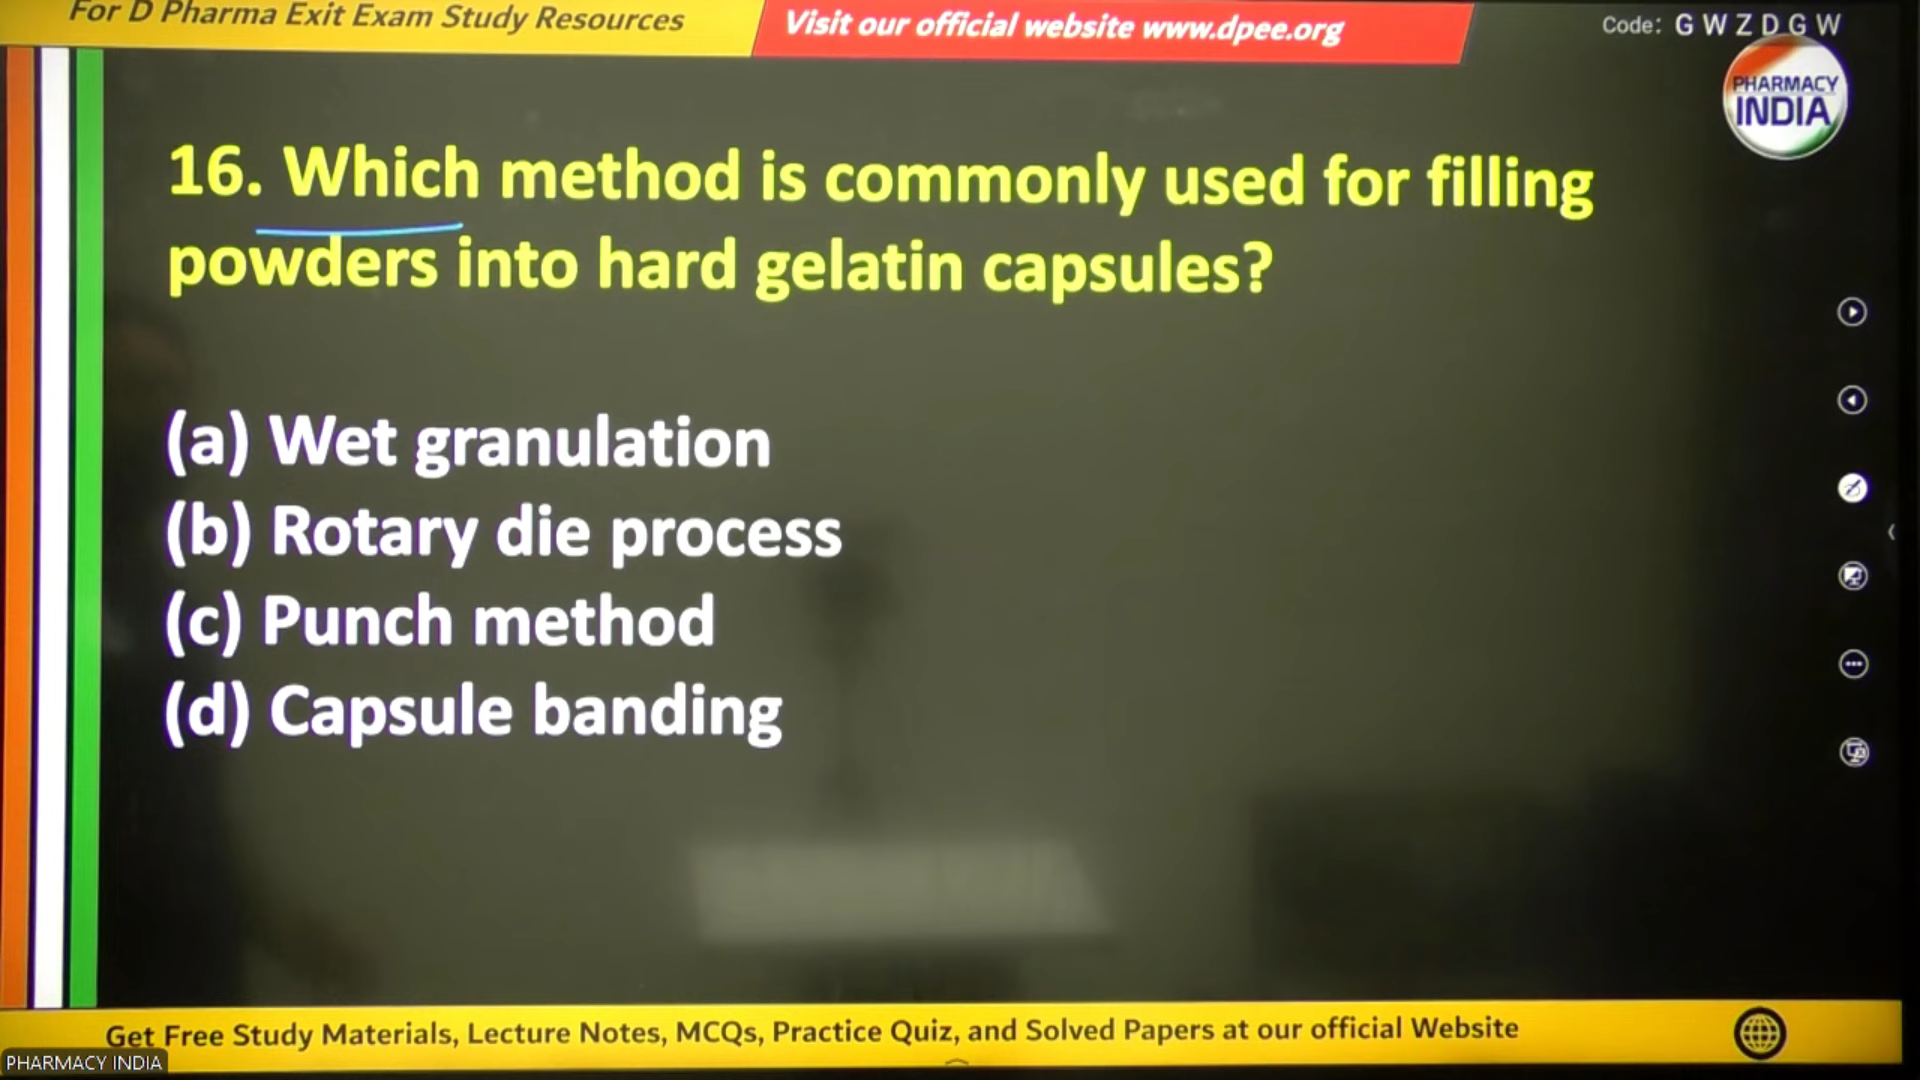 For D Pharma Exit Exam Study Resources
Visit our official website www.dpee.org
Code: G W Z D G W
PHARMACY
INDIA
16. Which method is commonly used for filling
powders into hard gelatin capsules?
(a) Wet granulation
(b) Rotary die process
(c) Punch method
(d) Capsule banding
Get Free Study Materials, Lecture Notes, MCQs, Practice Quiz, and Solved Papers at our official Website
PHARMACY INDIA